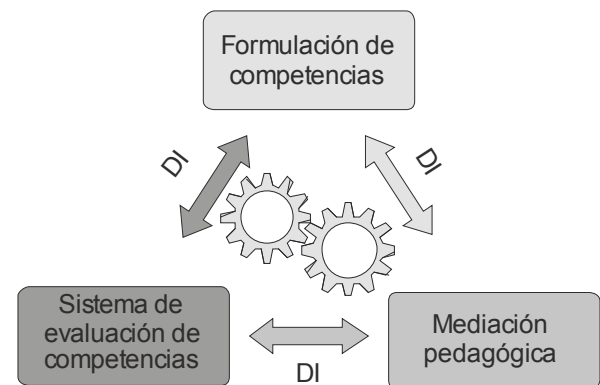 Formulación de
competencias
DI
DI
Sistema de
evaluación de
competencias
DI
Mediación
pedagógica